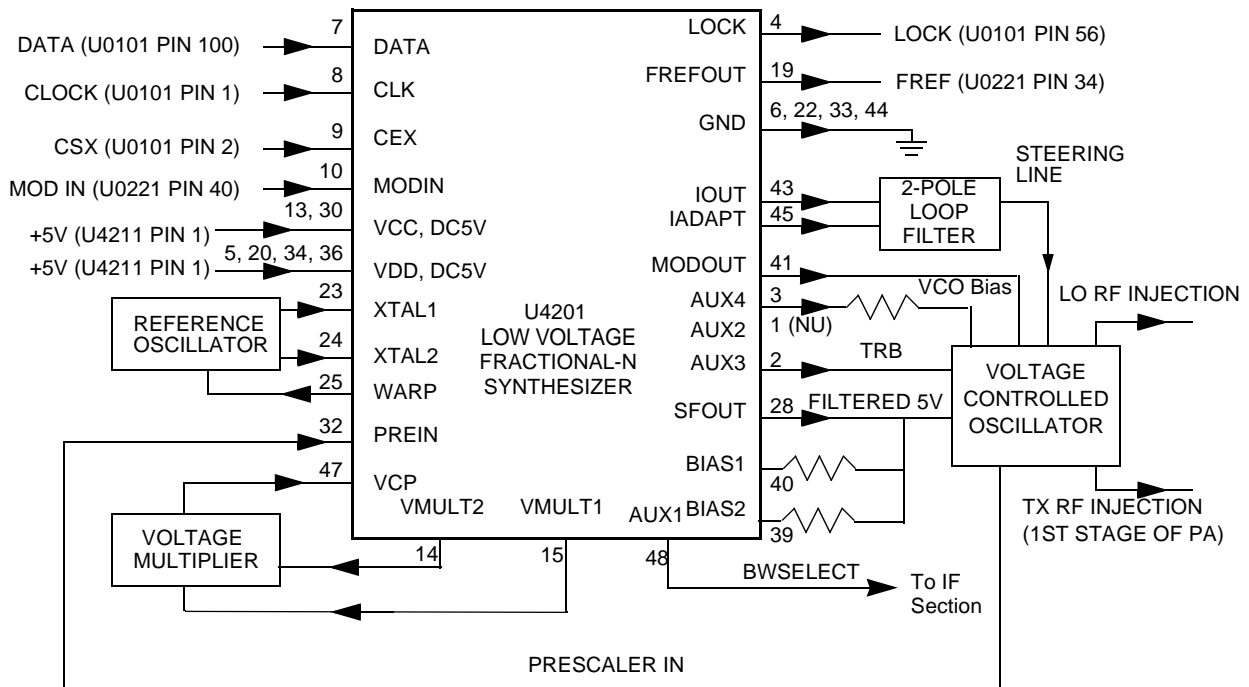 DATA (U0101 PIN 100)
7
DATA
CLOCK (U0101 PIN 1)
8
CLK
CSX (U0101 PIN 2)
9
CEX
MOD IN (U0221 PIN 40)
10
MODIN
+5V (U4211 PIN 1)
13, 30
VCC, DC5V
+5V (U4211 PIN 1)
5, 20, 34, 36
VDD, DC5V
REFERENCE
OSCILLATOR
23
XTAL1
24
XTAL2
25
WARP
32
PREIN
47
VCP
VOLTAGE
MULTIPLIER
VMULT2
14
VMULT1
15
AUX1
48
BWSELECT
To IF
Section
U4201
LOW VOLTAGE
FRACTIONAL-N
SYNTHESIZER
LOCK
4
LOCK (U0101 PIN 56)
FREFOUT
19
FREF (U0221 PIN 34)
GND
6, 22, 33, 44
IOUT
43
IADAPT
45
2-POLE
LOOP
FILTER
STEERING
LINE
MODOUT
41
AUX4
3
VCO Bias
AUX2
1 (NU)
AUX3
2
TRB
SFOUT
28
FILTERED 5V
BIAS1
40
BIAS2
39
VOLTAGE
CONTROLLED
OSCILLATOR
LO RF INJECTION
TX RF INJECTION
(1ST STAGE OF PA)
PRESCALER IN